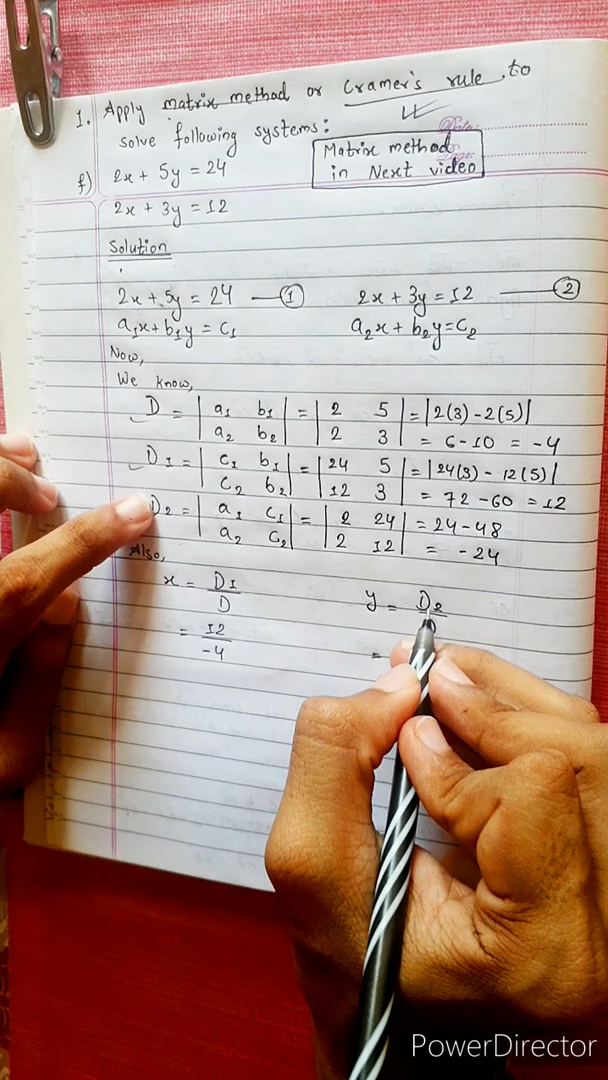 1. Apply matrix method or Cramer's rule to
solve following systems:
Matrix method
in Next video
f) 2x + 5y = 24
2x + 3y = 12
Solution
2x + 5y = 24 — ①
2x + 3y = 12 — ②
a₁x + b₁y = c₁
a₂x + b₂y = c₂
Now,
We know,
D = | a₁ b₁ | = | 2 5 | = |2(3) - 2(5)|
| a₂ b₂ | | 2 3 | = 6 - 10 = -4
D₁ = | c₁ b₁ | = | 24 5 | = |24(3) - 12(5)|
| c₂ b₂ | | 12 3 | = 72 - 60 = 12
D₂ = | a₁ c₁ | = | 2 24 | = 24 - 48
| a₂ c₂ | | 2 12 | = -24
Also,
x = D₁/D
y = D₂/D
= 12/-4
=
PowerDirector